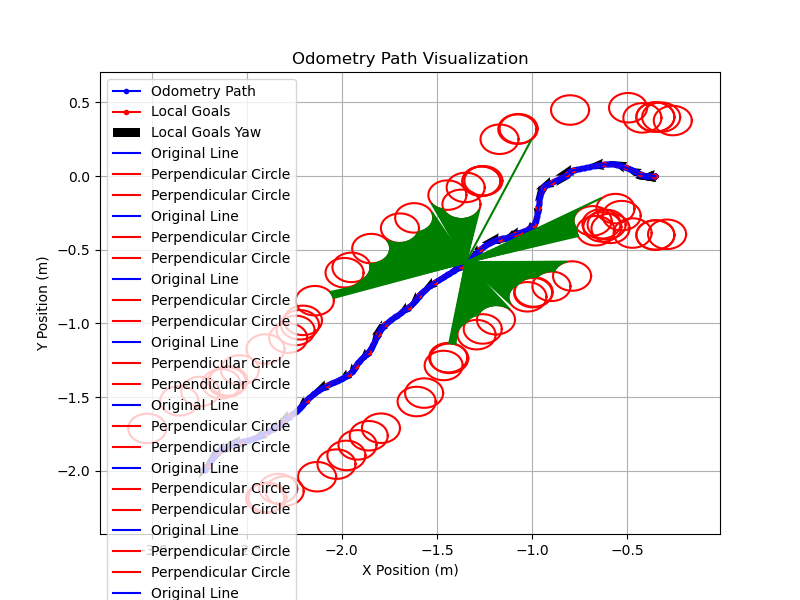 Odometry Path Visualization
Y Position (m)
0.5
0.0
−0.5
−1.0
−1.5
−2.0
Odometry Path
Local Goals
Local Goals Yaw
Original Line
Perpendicular Circle
Perpendicular Circle
Original Line
Perpendicular Circle
Perpendicular Circle
Original Line
Perpendicular Circle
Perpendicular Circle
Original Line
Perpendicular Circle
Perpendicular Circle
Original Line
Perpendicular Circle
Perpendicular Circle
Original Line
Perpendicular Circle
Perpendicular Circle
Original Line
Perpendicular Circle
Perpendicular Circle
Original Line
−2.0
−1.5
−1.0
−0.5
X Position (m)